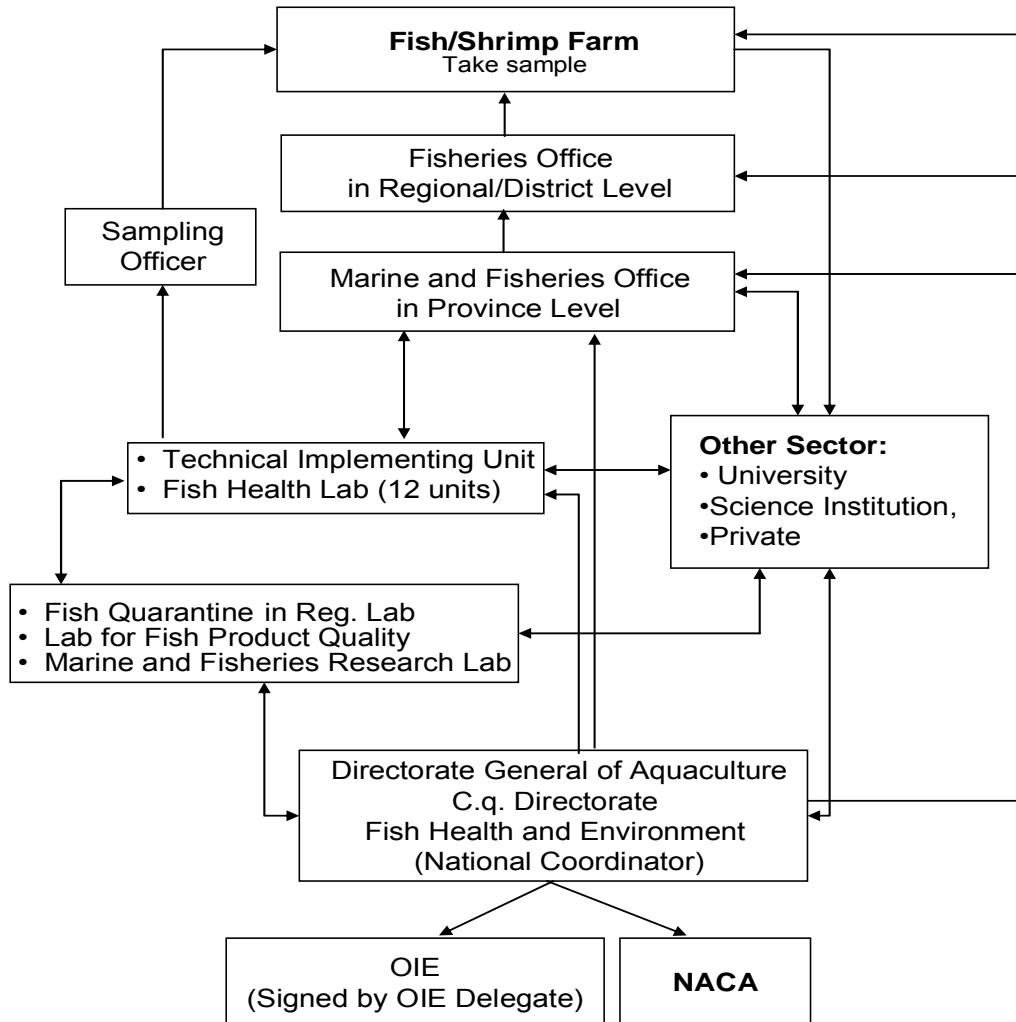 Fish/Shrimp Farm
Take sample
Fisheries Office
in Regional/District Level
Sampling
Officer
Marine and Fisheries Office
in Province Level
• Technical Implementing Unit
• Fish Health Lab (12 units)
Other Sector:
• University
•Science Institution,
•Private
• Fish Quarantine in Reg. Lab
• Lab for Fish Product Quality
• Marine and Fisheries Research Lab
Directorate General of Aquaculture
C.q. Directorate
Fish Health and Environment
(National Coordinator)
OIE
(Signed by OIE Delegate)
NACA